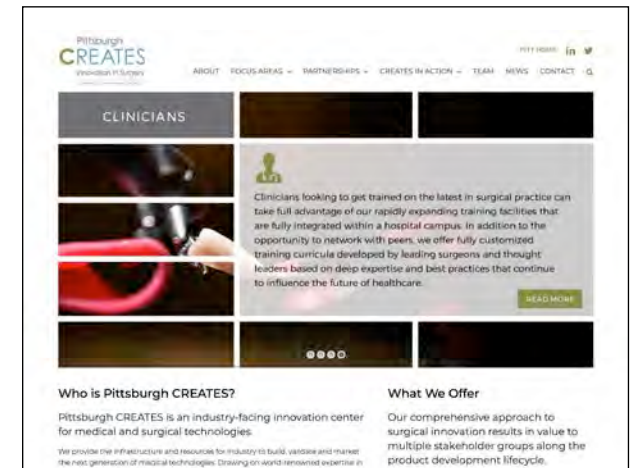 Pittsburgh
CREATES
Innovation in Surgery
PITT HOME
in
ABOUT FOCUS AREAS PARTNERSHIPS CREATES IN ACTION TEAM NEWS CONTACT
CLINICIANS
Clinicians looking to get trained on the latest in surgical practice can
take full advantage of our rapidly expanding training facilities that
are fully integrated within a hospital campus. In addition to the
opportunity to network with peers, we offer fully customized
training curricula developed by leading surgeons and thought
leaders based on deep expertise and best practices that continue
to influence the future of healthcare.
READ MORE
Who is Pittsburgh CREATES?
Pittsburgh CREATES is an industry-facing innovation center
for medical and surgical technologies.
We provide the infrastructure and resources for industry to build, validate and market
the next generation of medical technologies. Drawing on world renowned expertise in
What We Offer
Our comprehensive approach to
surgical innovation results in value to
multiple stakeholder groups along the
product development lifecycle.